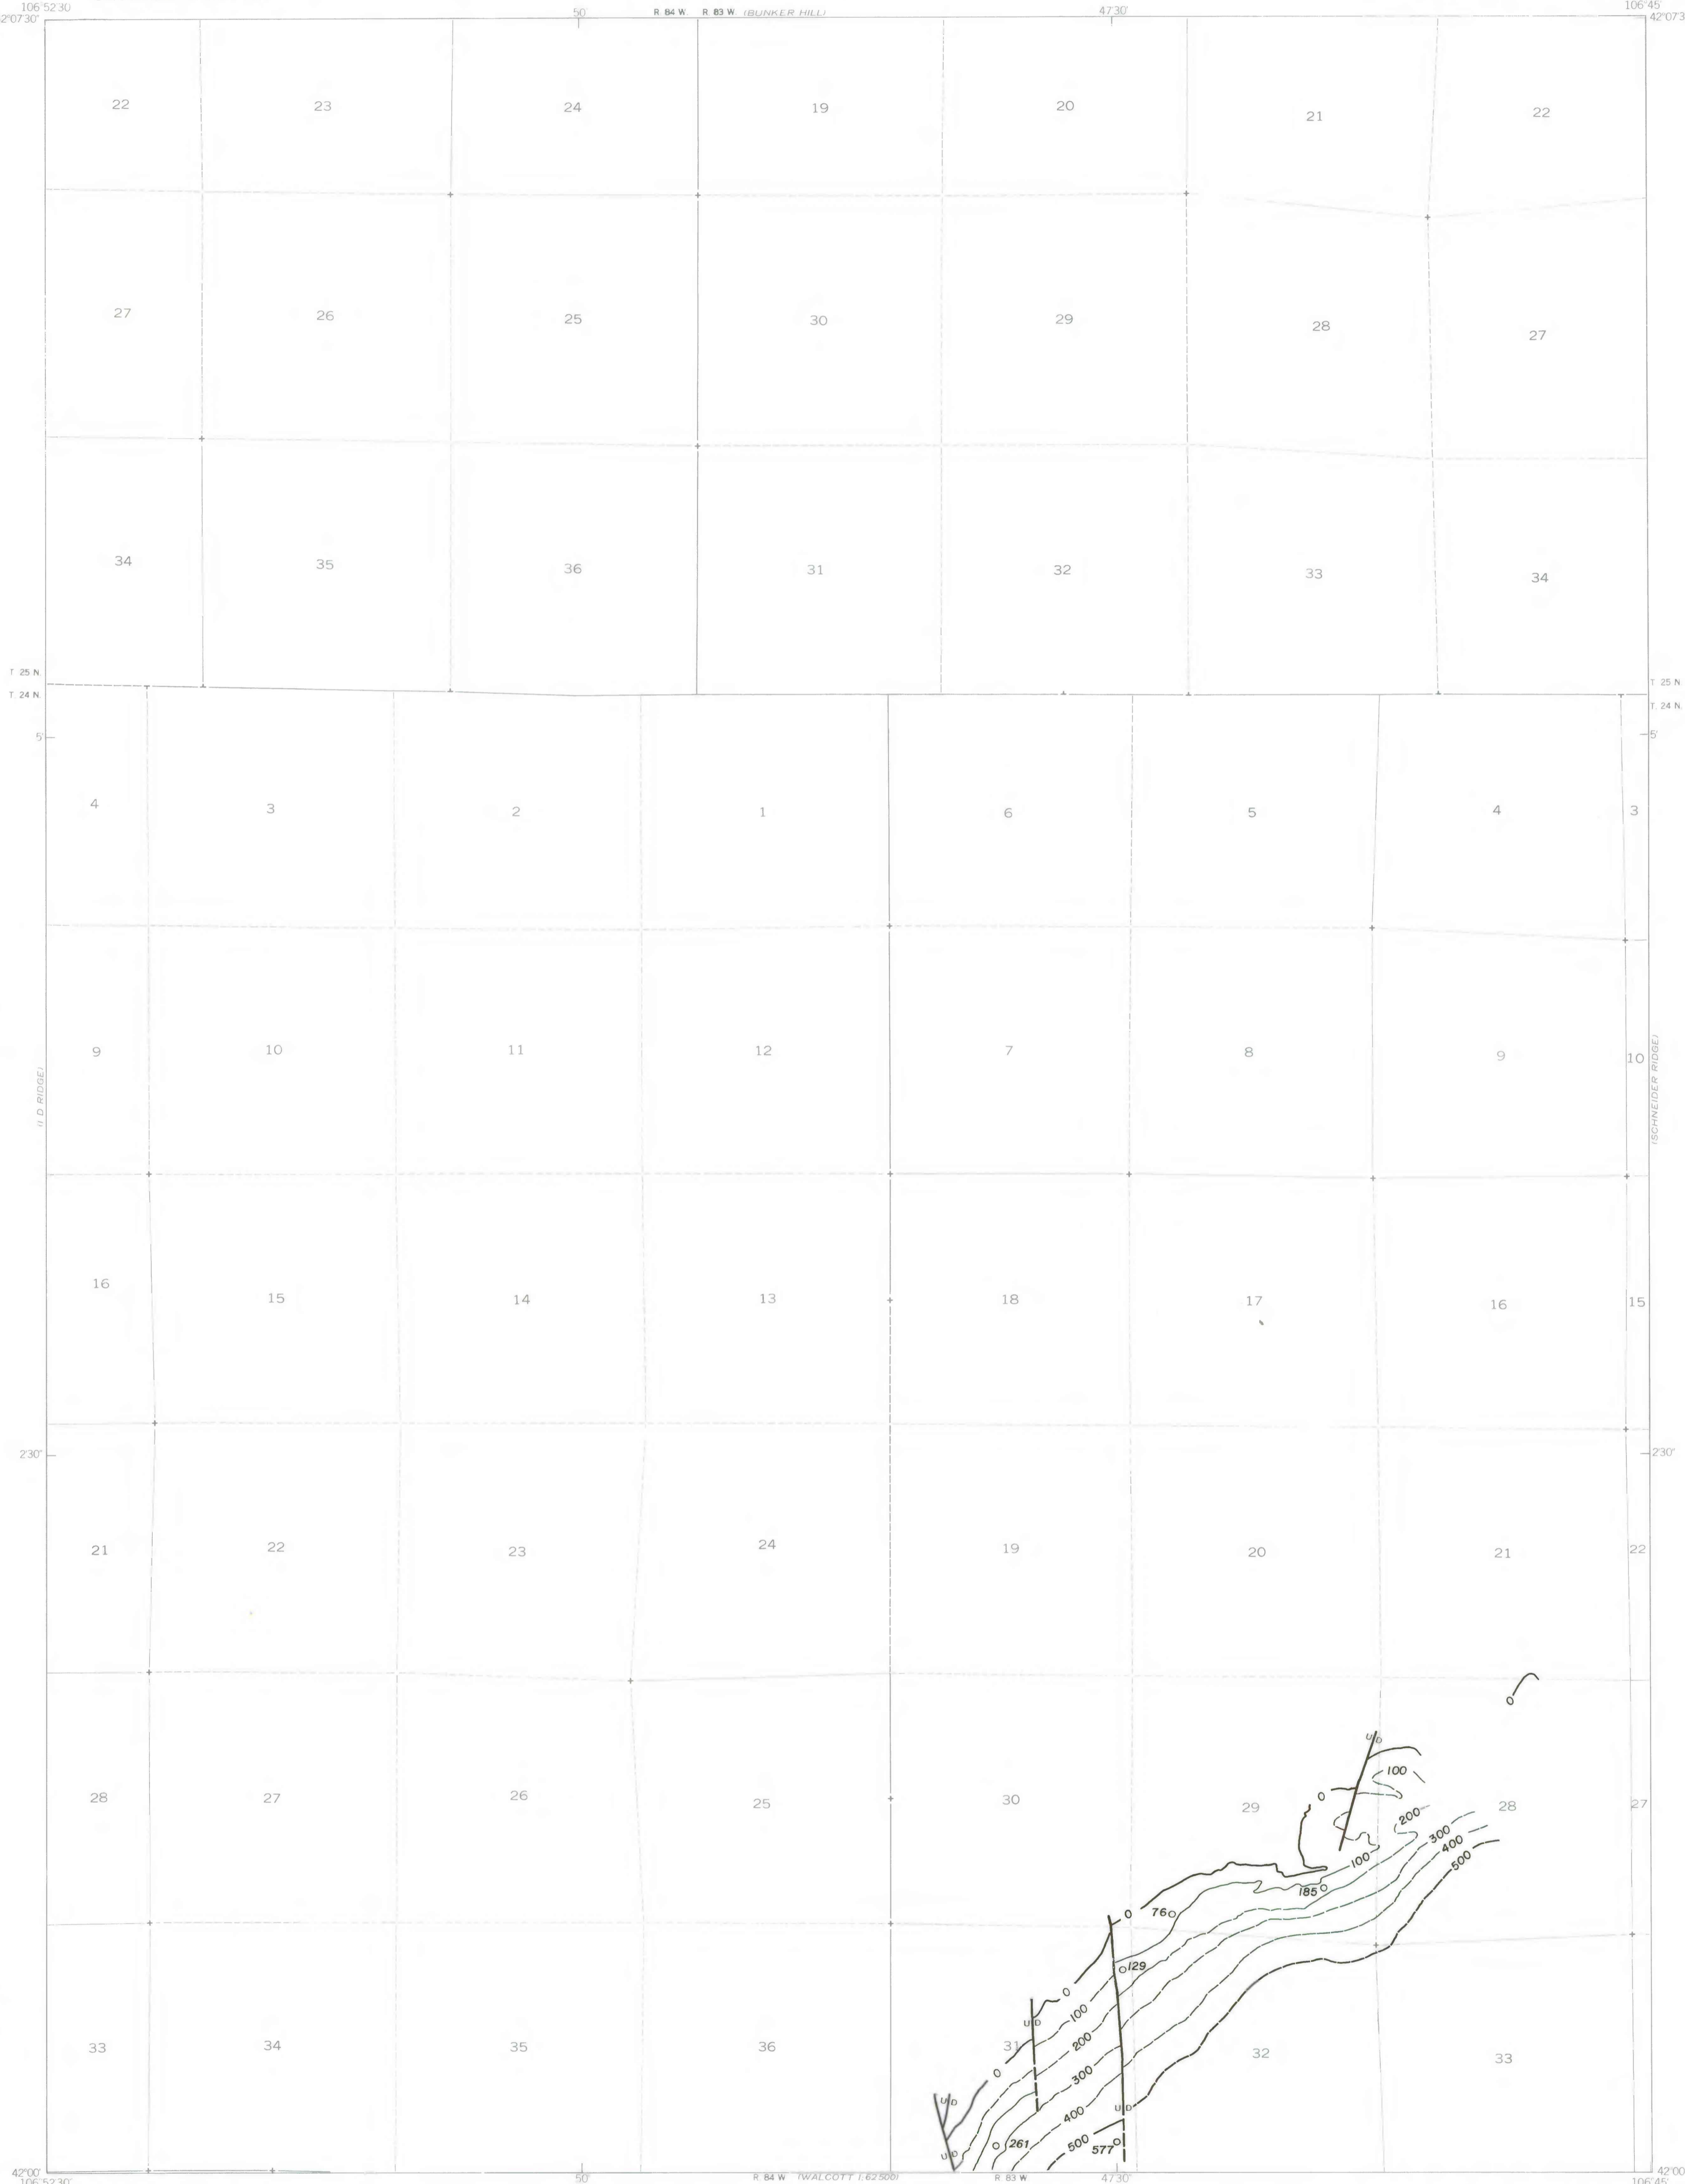 106°52'30" 50' R. 84 W. R. 83 W. (BUNKER HILL) 47'30" 106°45'
2°07'30" 42°07'3
22 23 24 19 20 21 22
27 26 25 30 29 28 27
34 35 36 31 32 33 34
T. 25 N. T. 25 N.
T. 24 N. T. 24 N.
5' 5'
4 3 2 1 6 5 4 3
9 10 11 12 7 8 9 10
(SCHNEIDER RIDGE)
16 15 14 13 18 17 16 15
2'30" 2'30"
21 22 23 24 19 20 21 22
0
U D
100
28 27 26 25 30 29 0 28 27
200
300
400
100 500
185
0 76
129
0
100
U D
33 34 35 36 31 200 32 33
0 300
U D
400 U D
261 500 577
U D
42°00' 42°00'
106°52'30" 50' R. 84 W. (WALCOTT 1:62500) R. 83 W. 47'30" 106°45'